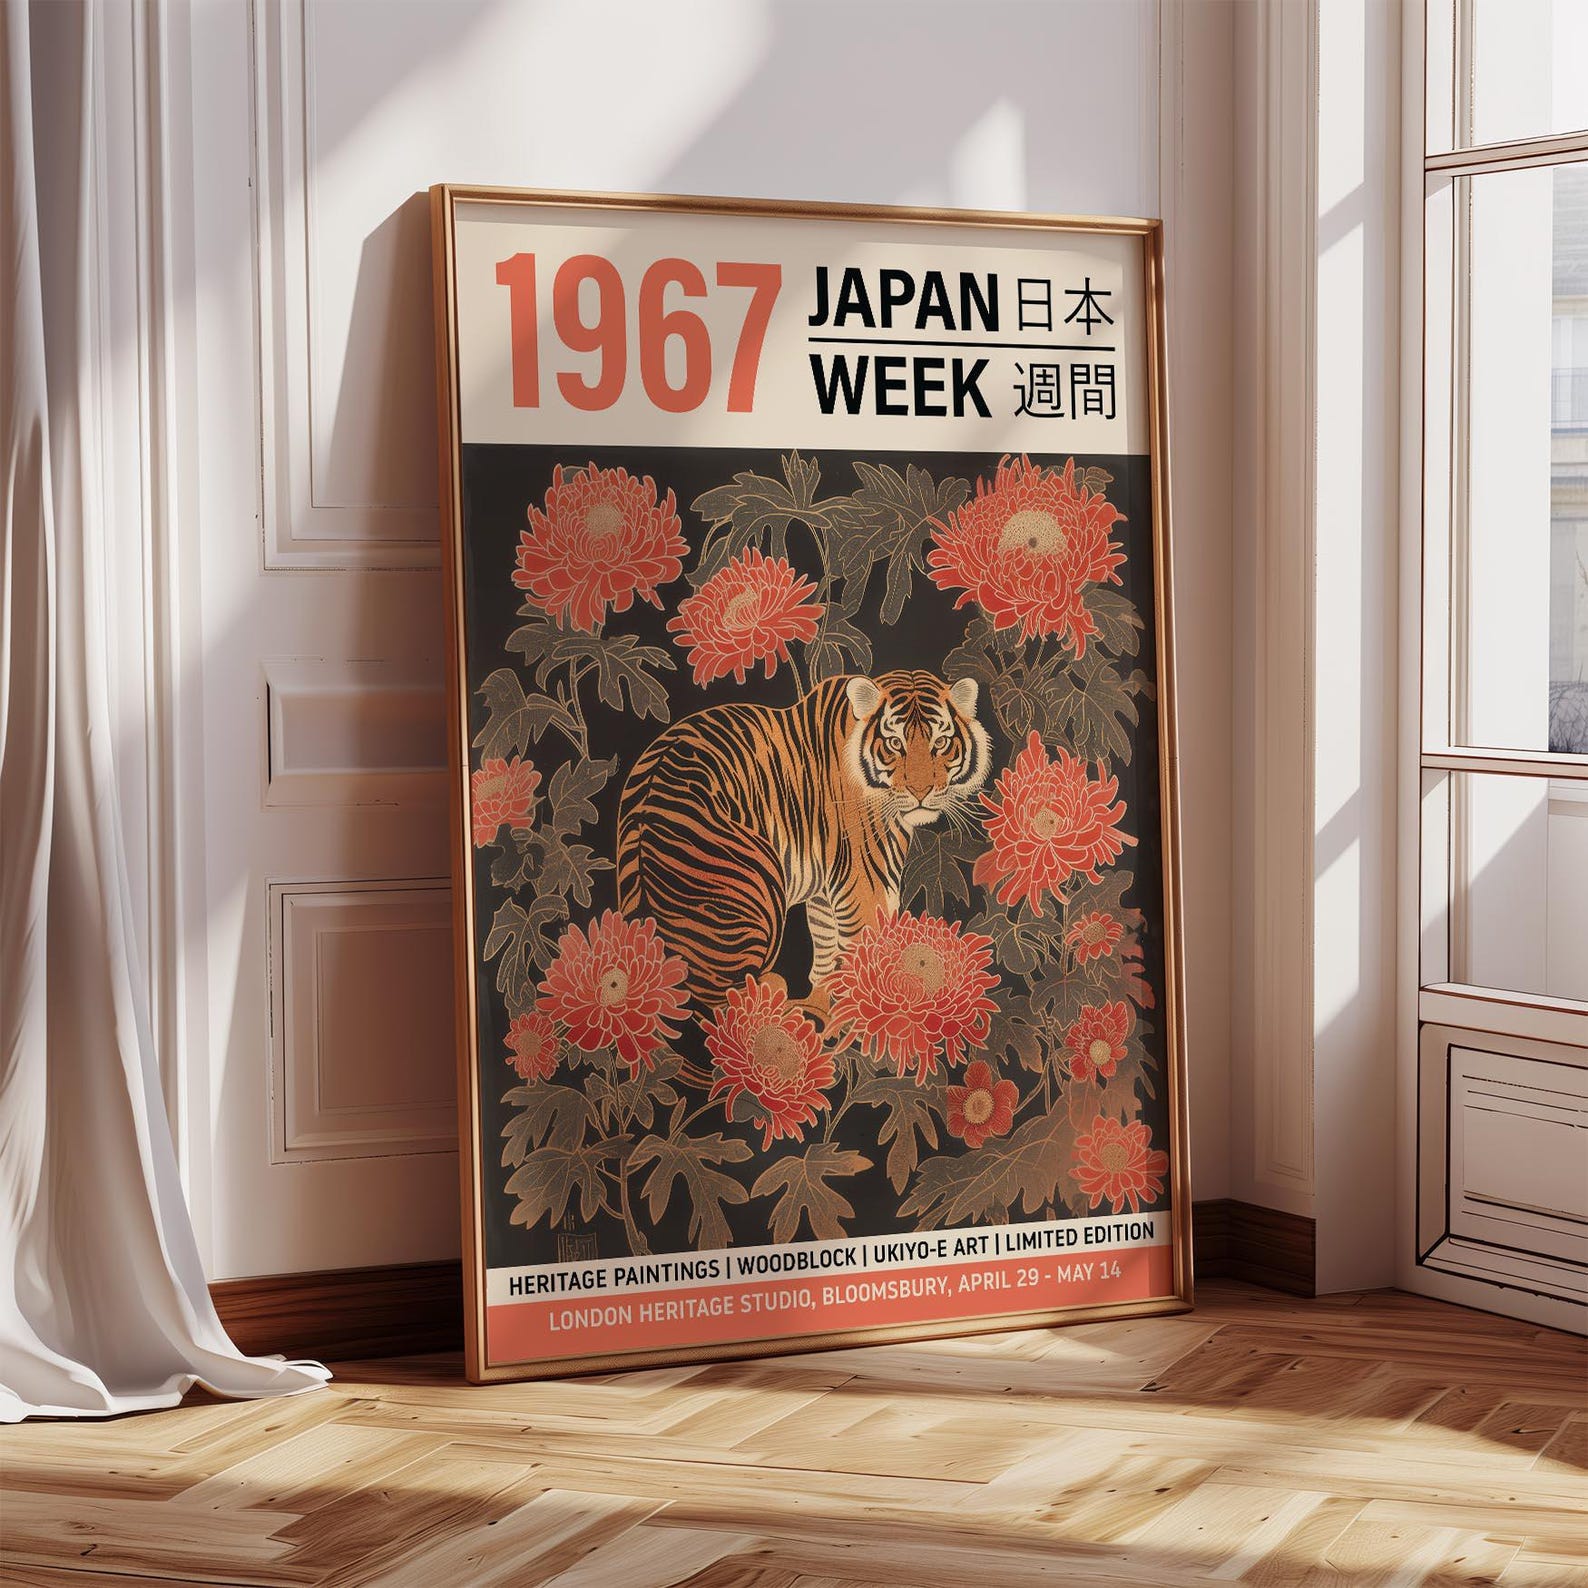 1967
JAPAN 日本
WEEK 週間
HERITAGE PAINTINGS | WOODBLOCK | UKIYO-E ART | LIMITED EDITION
LONDON HERITAGE STUDIO, BLOOMSBURY, APRIL 29 - MAY 14